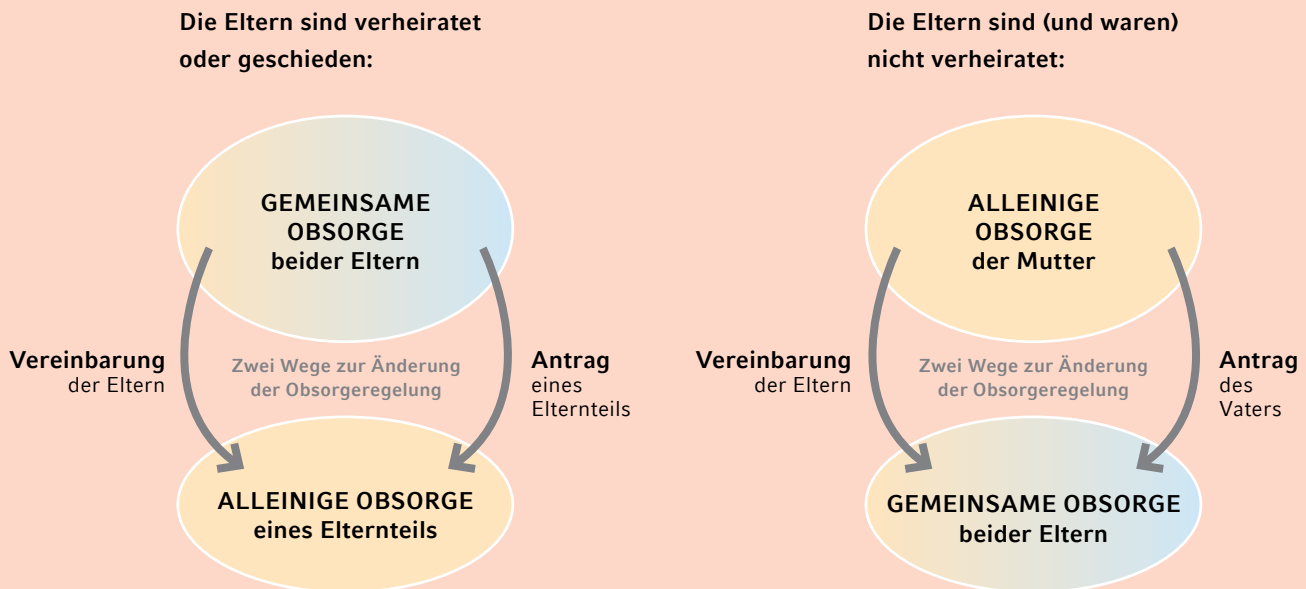 Die Eltern sind verheiratet
oder geschieden:
GEMEINSAME
OBSORGE
beider Eltern
Vereinbarung
der Eltern
Zwei Wege zur Änderung
der Obsorgeregelung
Antrag
eines
Elternteils
ALLEINIGE OBSORGE
eines Elternteils
Die Eltern sind (und waren)
nicht verheiratet:
ALLEINIGE
OBSORGE
der Mutter
Vereinbarung
der Eltern
Zwei Wege zur Änderung
der Obsorgeregelung
Antrag
des
Vaters
GEMEINSAME OBSORGE
beider Eltern